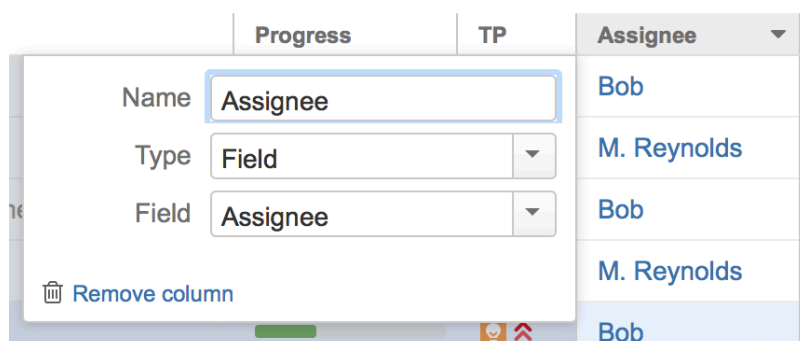 Progress TP Assignee
Name Assignee
Type Field
Field Assignee
Remove column
Bob
M. Reynolds
Bob
M. Reynolds
Bob